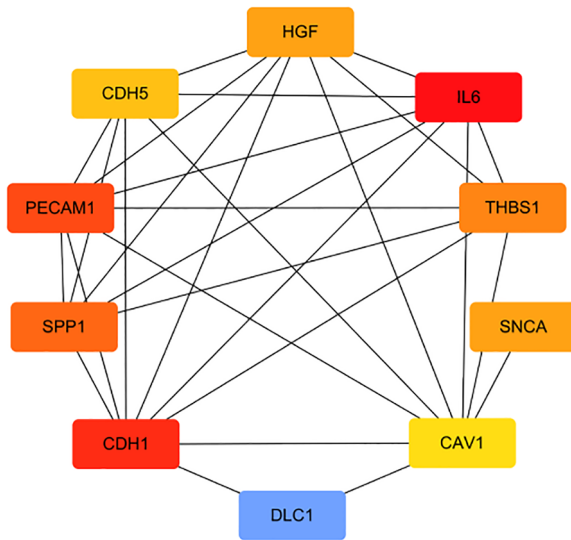 HGF
CDH5
IL6
PECAM1
THBS1
SPP1
SNCA
CDH1
CAV1
DLC1